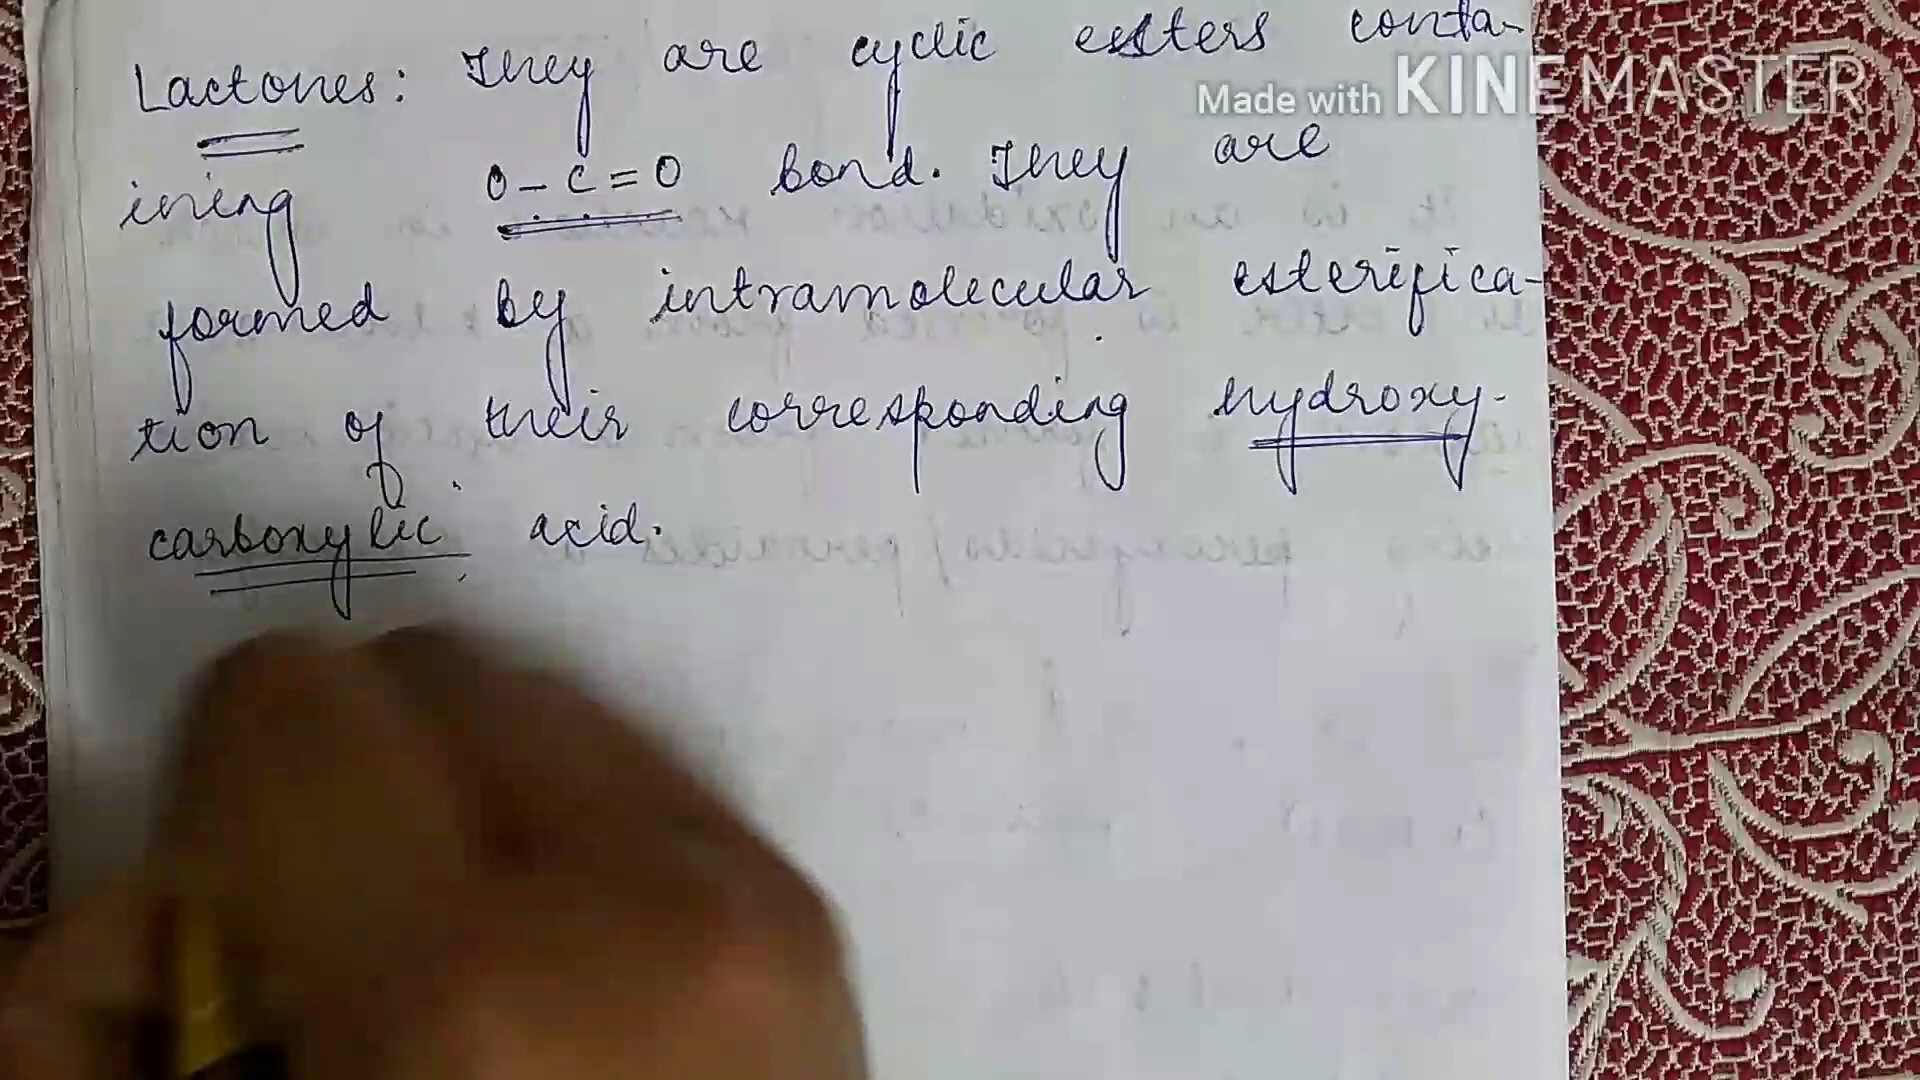 Lactones: They are cyclic esters conta-
Made with KINEMASTER
ining O-C=O bond. They are
formed by intramolecular esterifica-
tion of their corresponding hydroxy-
carboxylic acid.